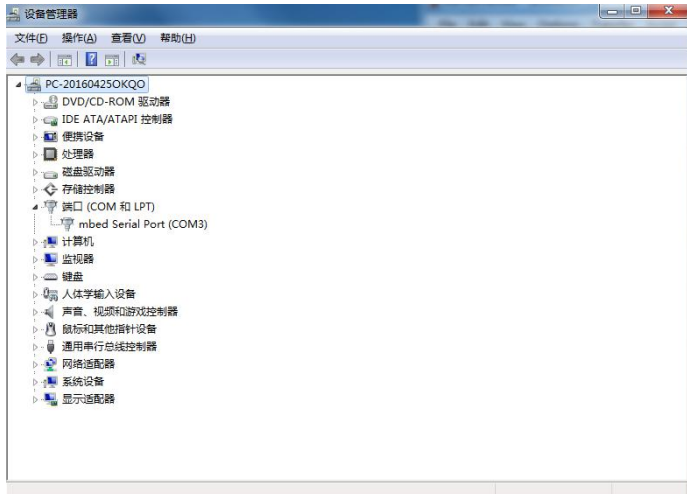 设备管理器
文件(F) 操作(A) 查看(V) 帮助(H)
PC-20160425OKQO
DVD/CD-ROM 驱动器
IDE ATA/ATAPI 控制器
便携设备
处理器
磁盘驱动器
存储控制器
端口 (COM 和 LPT)
mbed Serial Port (COM3)
计算机
监视器
键盘
人体学输入设备
声音、视频和游戏控制器
鼠标和其他指针设备
通用串行总线控制器
网络适配器
系统设备
显示适配器